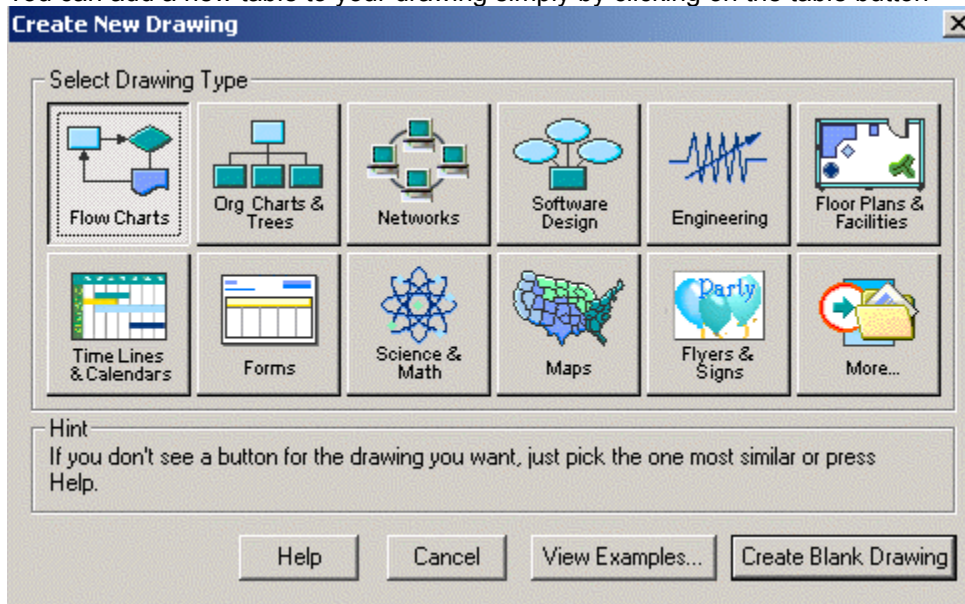 You can add a new table to your drawing simply by clicking on the table button
Create New Drawing
Select Drawing Type
Flow Charts
Org Charts &
Trees
Networks
Software
Design
Engineering
Floor Plans &
Facilities
Time Lines
& Calendars
Forms
Science &
Math
Maps
Party
Flyers &
Signs
More...
Hint
If you don't see a button for the drawing you want, just pick the one most similar or press
Help.
Help
Cancel
View Examples...
Create Blank Drawing